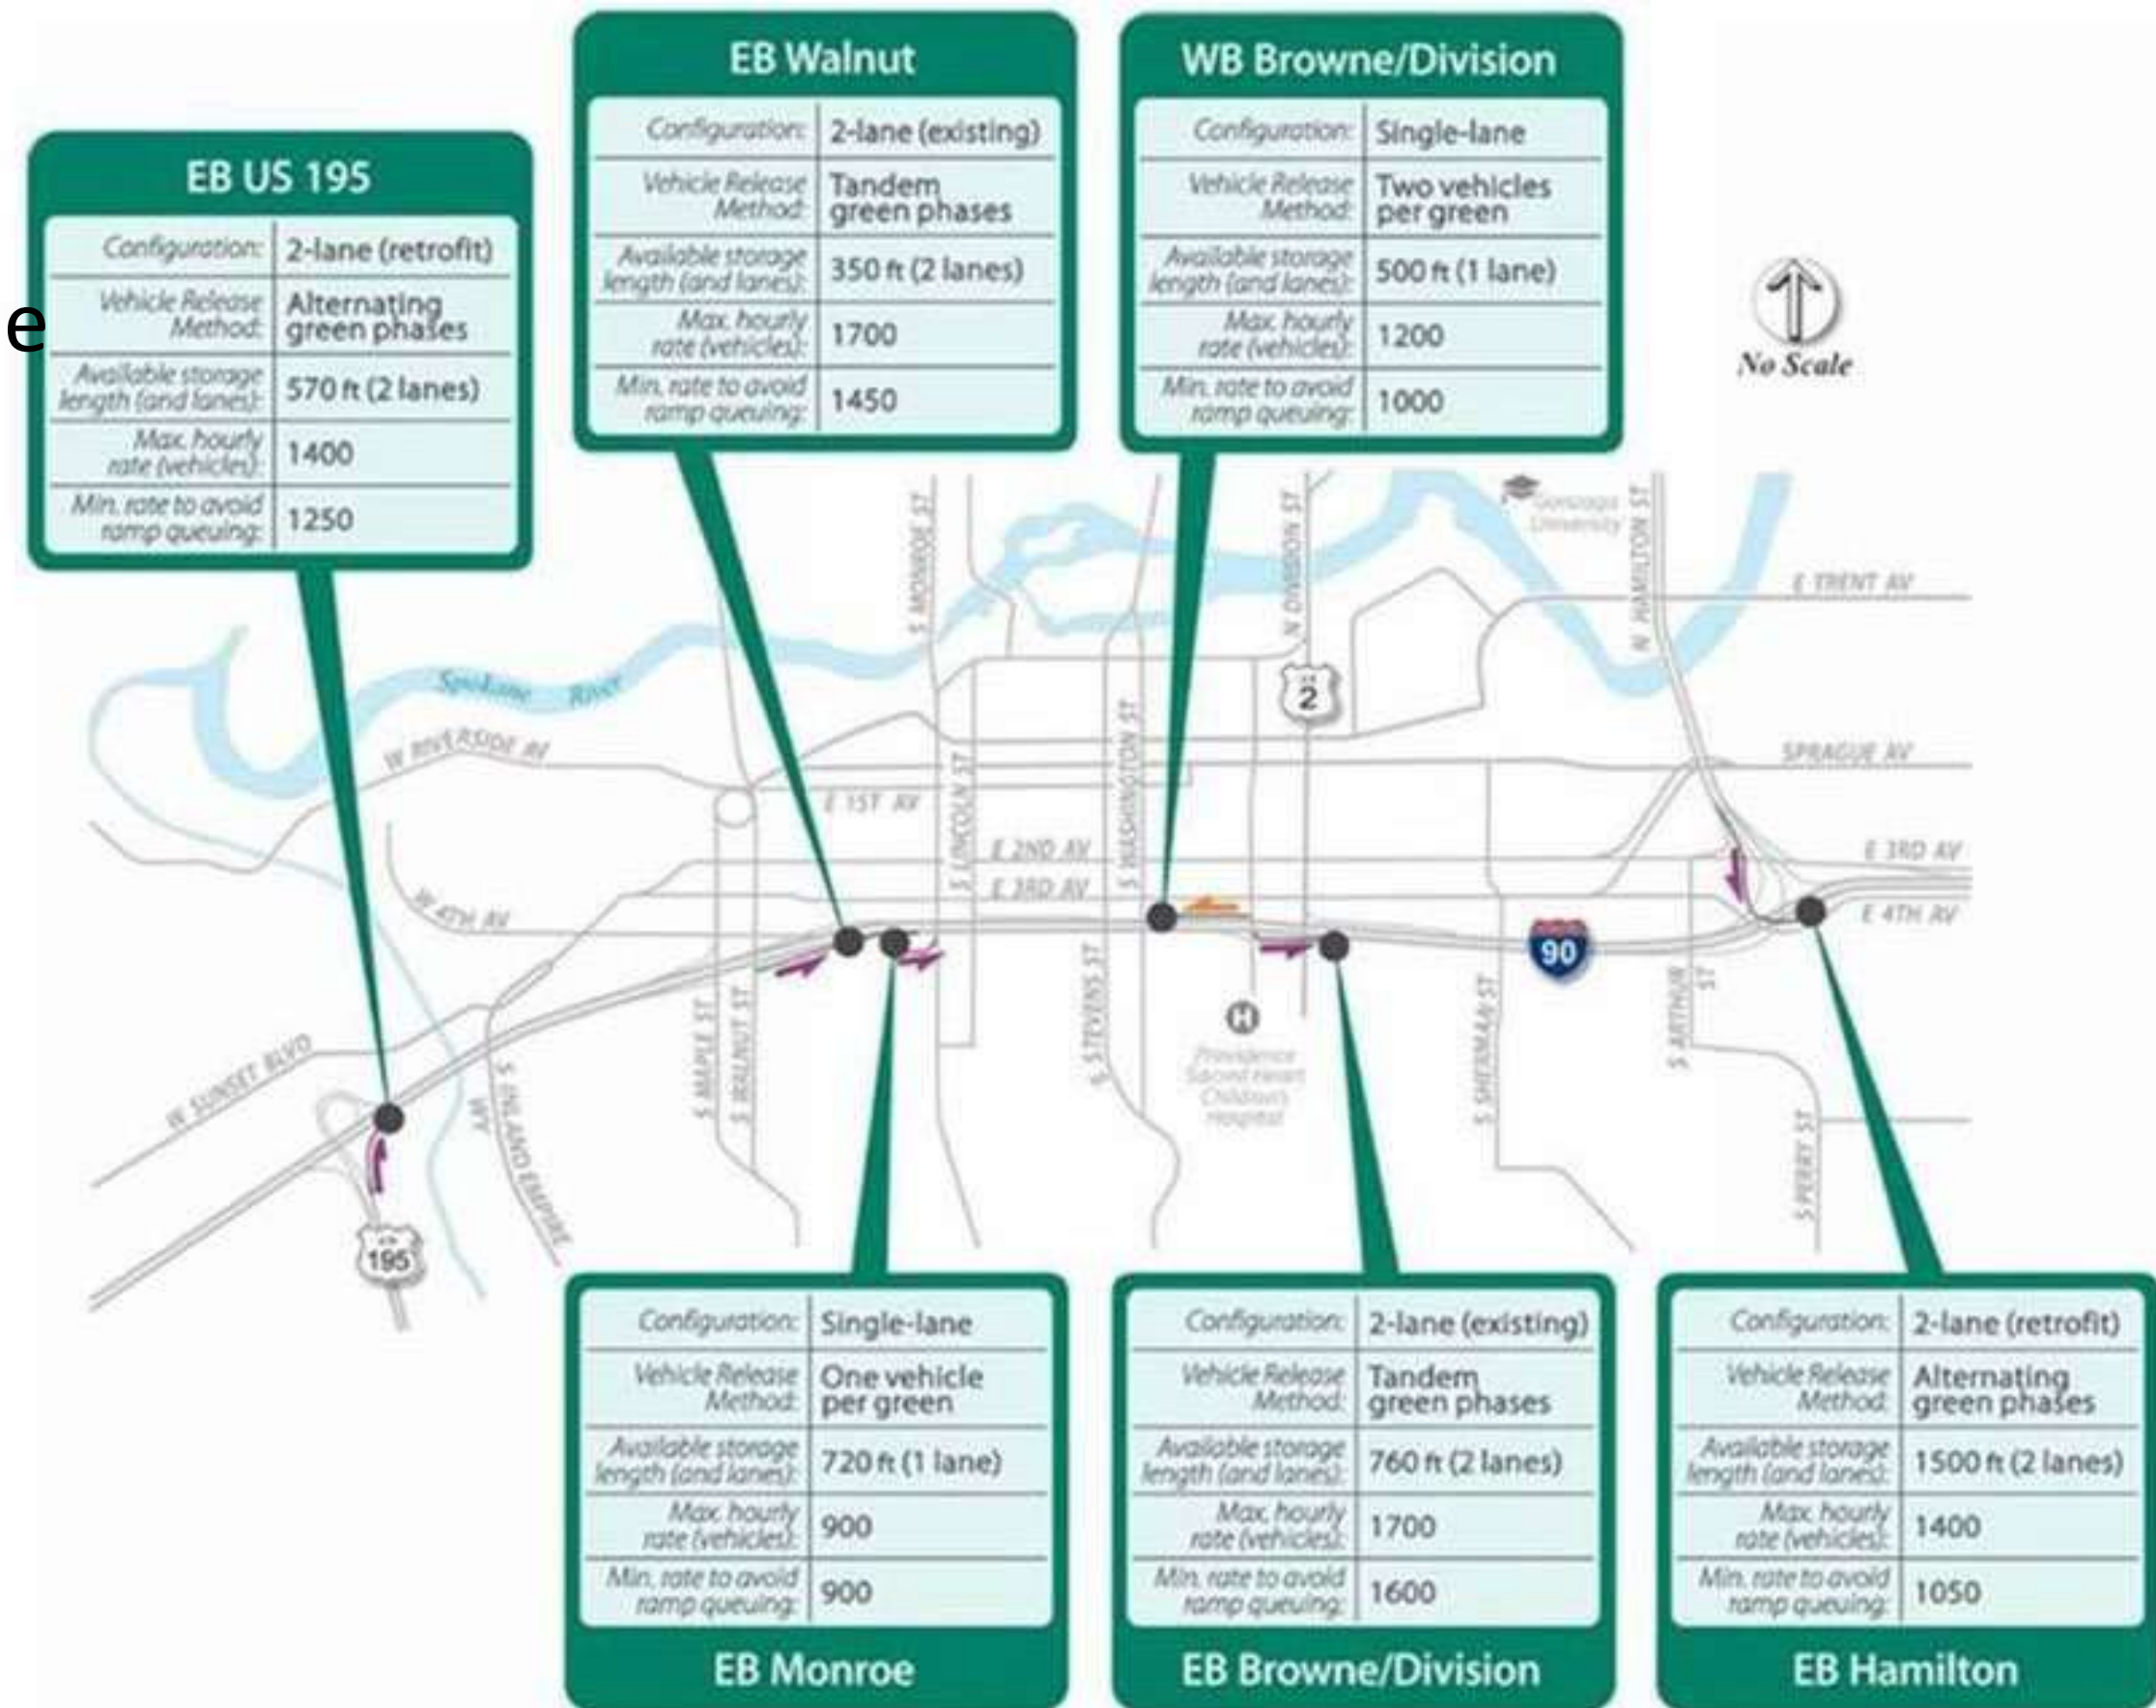 EB Walnut
Configuration: 2-lane (existing)
Vehicle Release Method: Tandem green phases
Available storage length (and lanes): 350 ft (2 lanes)
Max. hourly rate (vehicles): 1700
Min. rate to avoid ramp queuing: 1450
WB Browne/Division
Configuration: Single-lane
Vehicle Release Method: Two vehicles per green
Available storage length (and lanes): 500 ft (1 lane)
Max. hourly rate (vehicles): 1200
Min. rate to avoid ramp queuing: 1000
EB US 195
Configuration: 2-lane (retrofit)
Vehicle Release Method: Alternating green phases
Available storage length (and lanes): 570 ft (2 lanes)
Max. hourly rate (vehicles): 1400
Min. rate to avoid ramp queuing: 1250
e
No Scale
S MONROE ST
N DIVISION ST
Gonzaga
University
N HAMILTON ST
E TRENT AV
Spokane River
2
W RIVERSIDE AV
SPRAGUE AV
S WASHINGTON ST
S LINCOLN ST
E 1ST AV
E 2ND AV
E 3RD AV
E 3RD AV
W 4TH AV
E 4TH AV
90
S MAPLE ST
S WALNUT ST
S STEVENS ST
S SHERMAN ST
S ARTHUR
ST
H
Providence
Sacred Heart
Children's
Hospital
W SUNSET BLVD
S INLAND EMPIRE
WY
S PERRY ST
195
Configuration: Single-lane
Vehicle Release Method: One vehicle per green
Available storage length (and lanes): 720 ft (1 lane)
Max. hourly rate (vehicles): 900
Min. rate to avoid ramp queuing: 900
EB Monroe
Configuration: 2-lane (existing)
Vehicle Release Method: Tandem green phases
Available storage length (and lanes): 760 ft (2 lanes)
Max. hourly rate (vehicles): 1700
Min. rate to avoid ramp queuing: 1600
EB Browne/Division
Configuration: 2-lane (retrofit)
Vehicle Release Method: Alternating green phases
Available storage length (and lanes): 1500 ft (2 lanes)
Max. hourly rate (vehicles): 1400
Min. rate to avoid ramp queuing: 1050
EB Hamilton